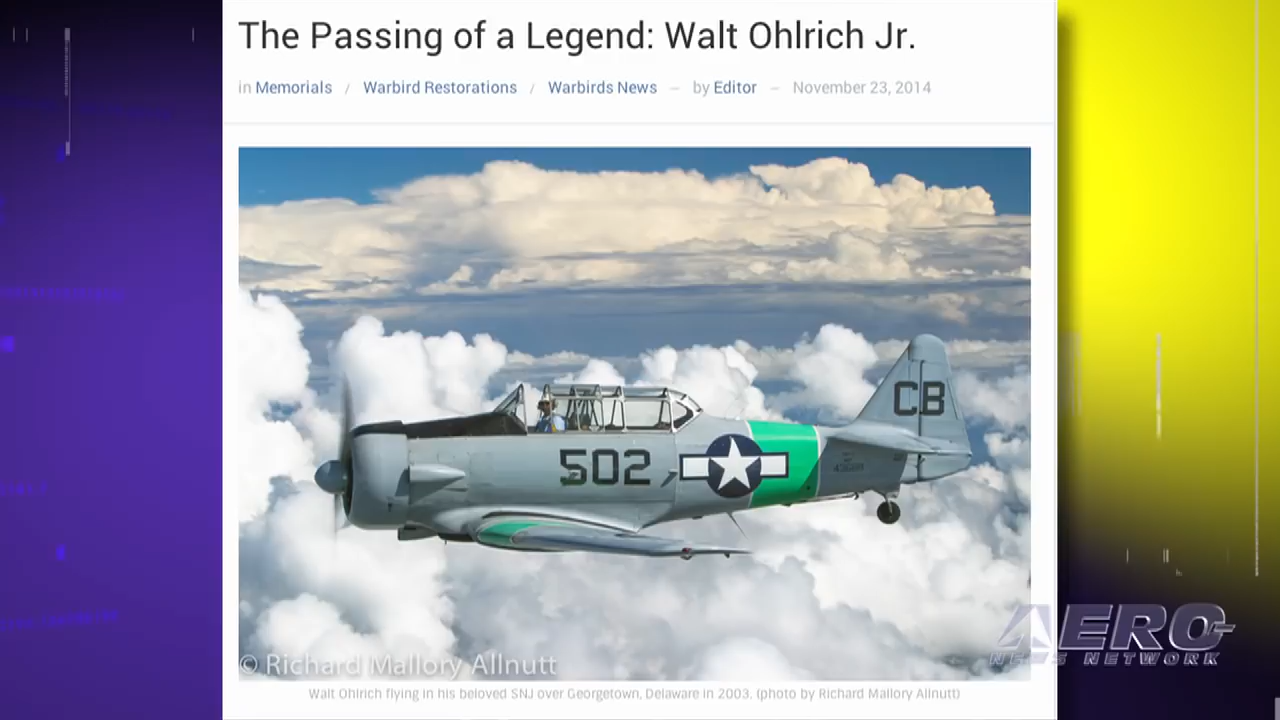 The Passing of a Legend: Walt Ohlrich Jr.
in Memorials / Warbird Restorations / Warbirds News — by Editor — November 23, 2014
CB
502
© Richard Mallory Allnutt
AERO
NEWS NETWORK
Walt Ohlrich flying in his beloved SNJ over Georgetown, Delaware in 2003. (photo by Richard Mallory Allnutt)